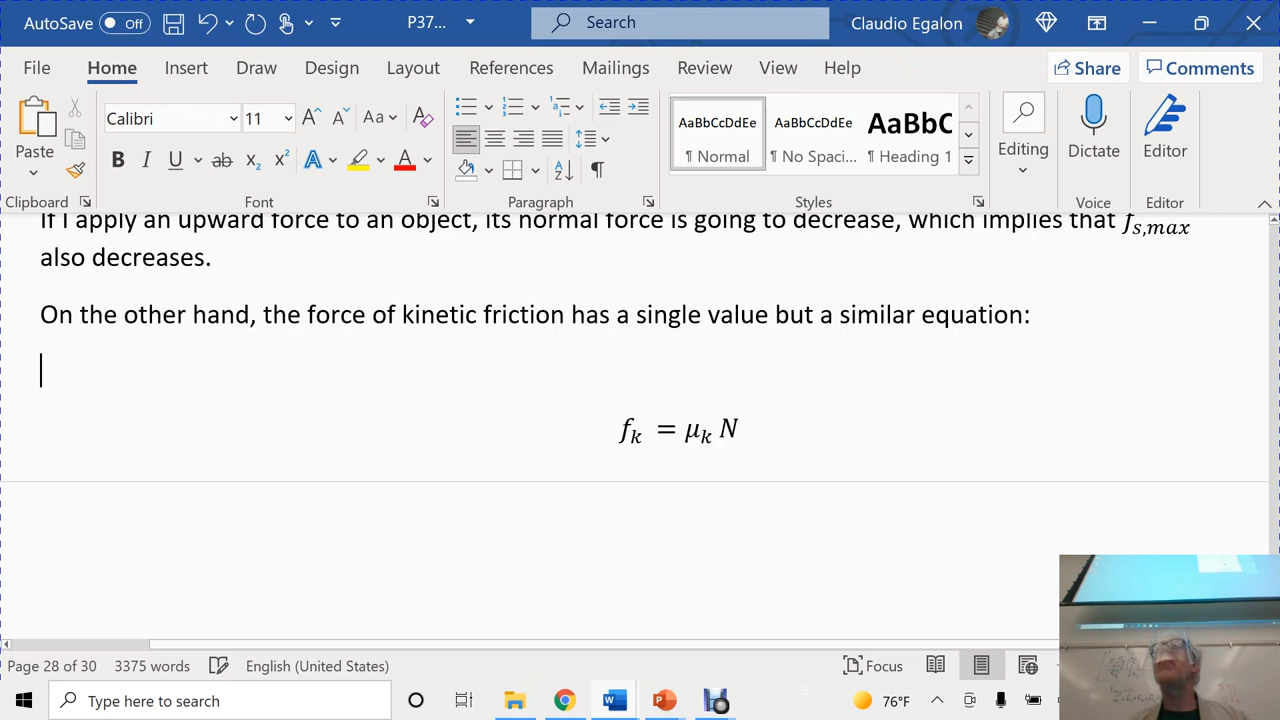 AutoSave Off P37... Search Claudio Egalon
File Home Insert Draw Design Layout References Mailings Review View Help Share Comments
Calibri 11 Aa
AaBbCcDdEe AaBbCcDdEe AaBbC
Paste B I U ab x₂ x² A A ¶ ¶ Normal ¶ No Spaci... ¶ Heading 1 Editing Dictate Editor
Clipboard Font Paragraph Styles Voice Editor
If I apply an upward force to an object, its normal force is going to decrease, which implies that f_{s,max}
also decreases.
On the other hand, the force of kinetic friction has a single value but a similar equation:
f_k = μ_k N
Page 28 of 30 3375 words English (United States) Focus
Type here to search 76°F